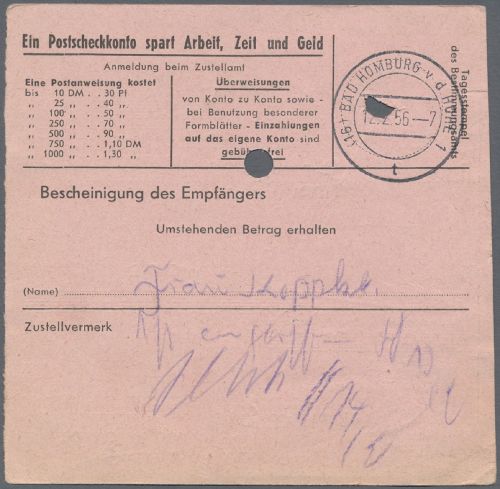 Ein Postscheckkonto spart Arbeit, Zeit und Geld
Anmeldung beim Zustellamt
Eine Postanweisung kostet
bis 10 DM . . 30 Pf
„ 25 „ . . 40 „
„ 100 „ . . 50 „
„ 250 „ . . 70 „
„ 500 „ . . 90 „
„ 750 „ . . 1,10 DM
„ 1000 „ . . 1,30 „
Überweisungen
von Konto zu Konto sowie -
bei Benutzung besonderer
Formblätter - Einzahlungen
auf das eigene Konto sind
gebührenfrei
Tagesstempel
des Bestimmungsamts
(16) BAD HOMBURG v. d HÖHE 1
12.2.56-7
t
Bescheinigung des Empfängers
Umstehenden Betrag erhalten
(Name) Frau
Zustellvermerk